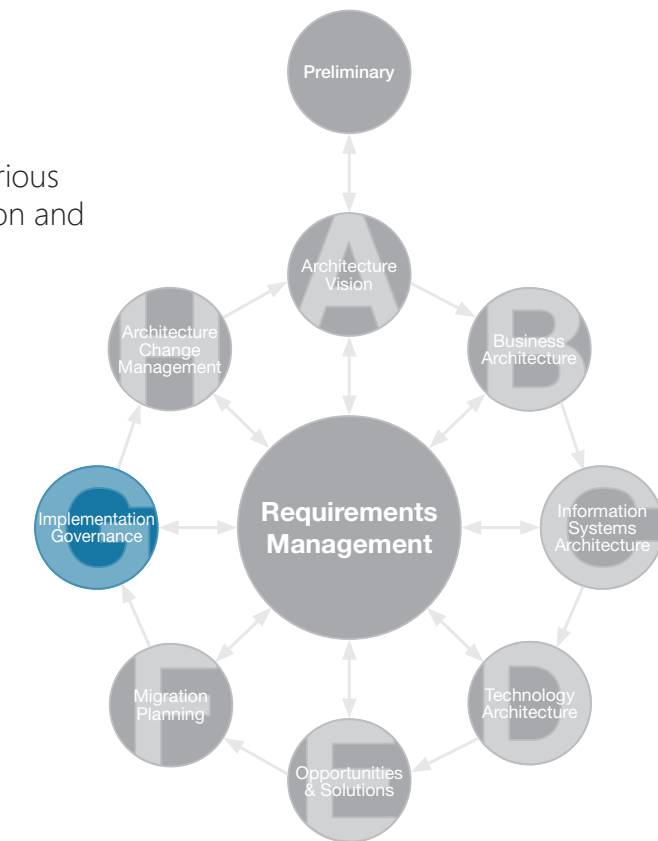 Preliminary
rious
on and
A
Architecture
Vision
H
Architecture
Change
Management
B
Business
Architecture
G
Implementation
Governance
Requirements
Management
C
Information
Systems
Architecture
F
Migration
Planning
D
Technology
Architecture
E
Opportunities
& Solutions